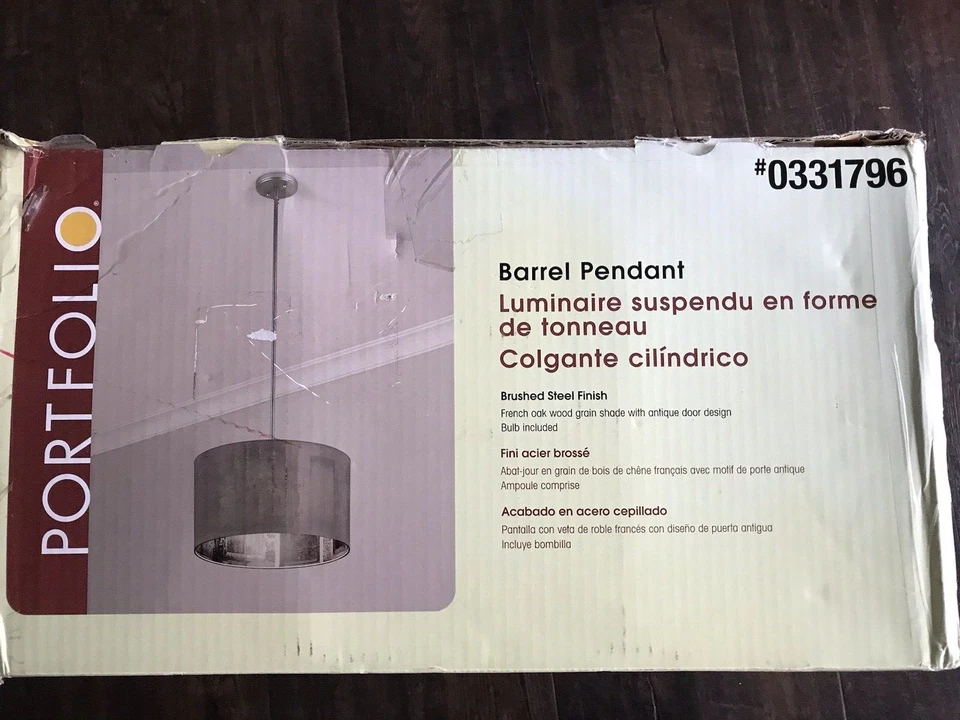 PORTFOLIO®
#0331796
Barrel Pendant
Luminaire suspendu en forme
de tonneau
Colgante cilíndrico
Brushed Steel Finish
French oak wood grain shade with antique door design
Bulb included
Fini acier brossé
Abat-jour en grain de bois de chêne français avec motif de porte antique
Ampoule comprise
Acabado en acero cepillado
Pantalla con veta de roble francés con diseño de puerta antigua
Incluye bombilla